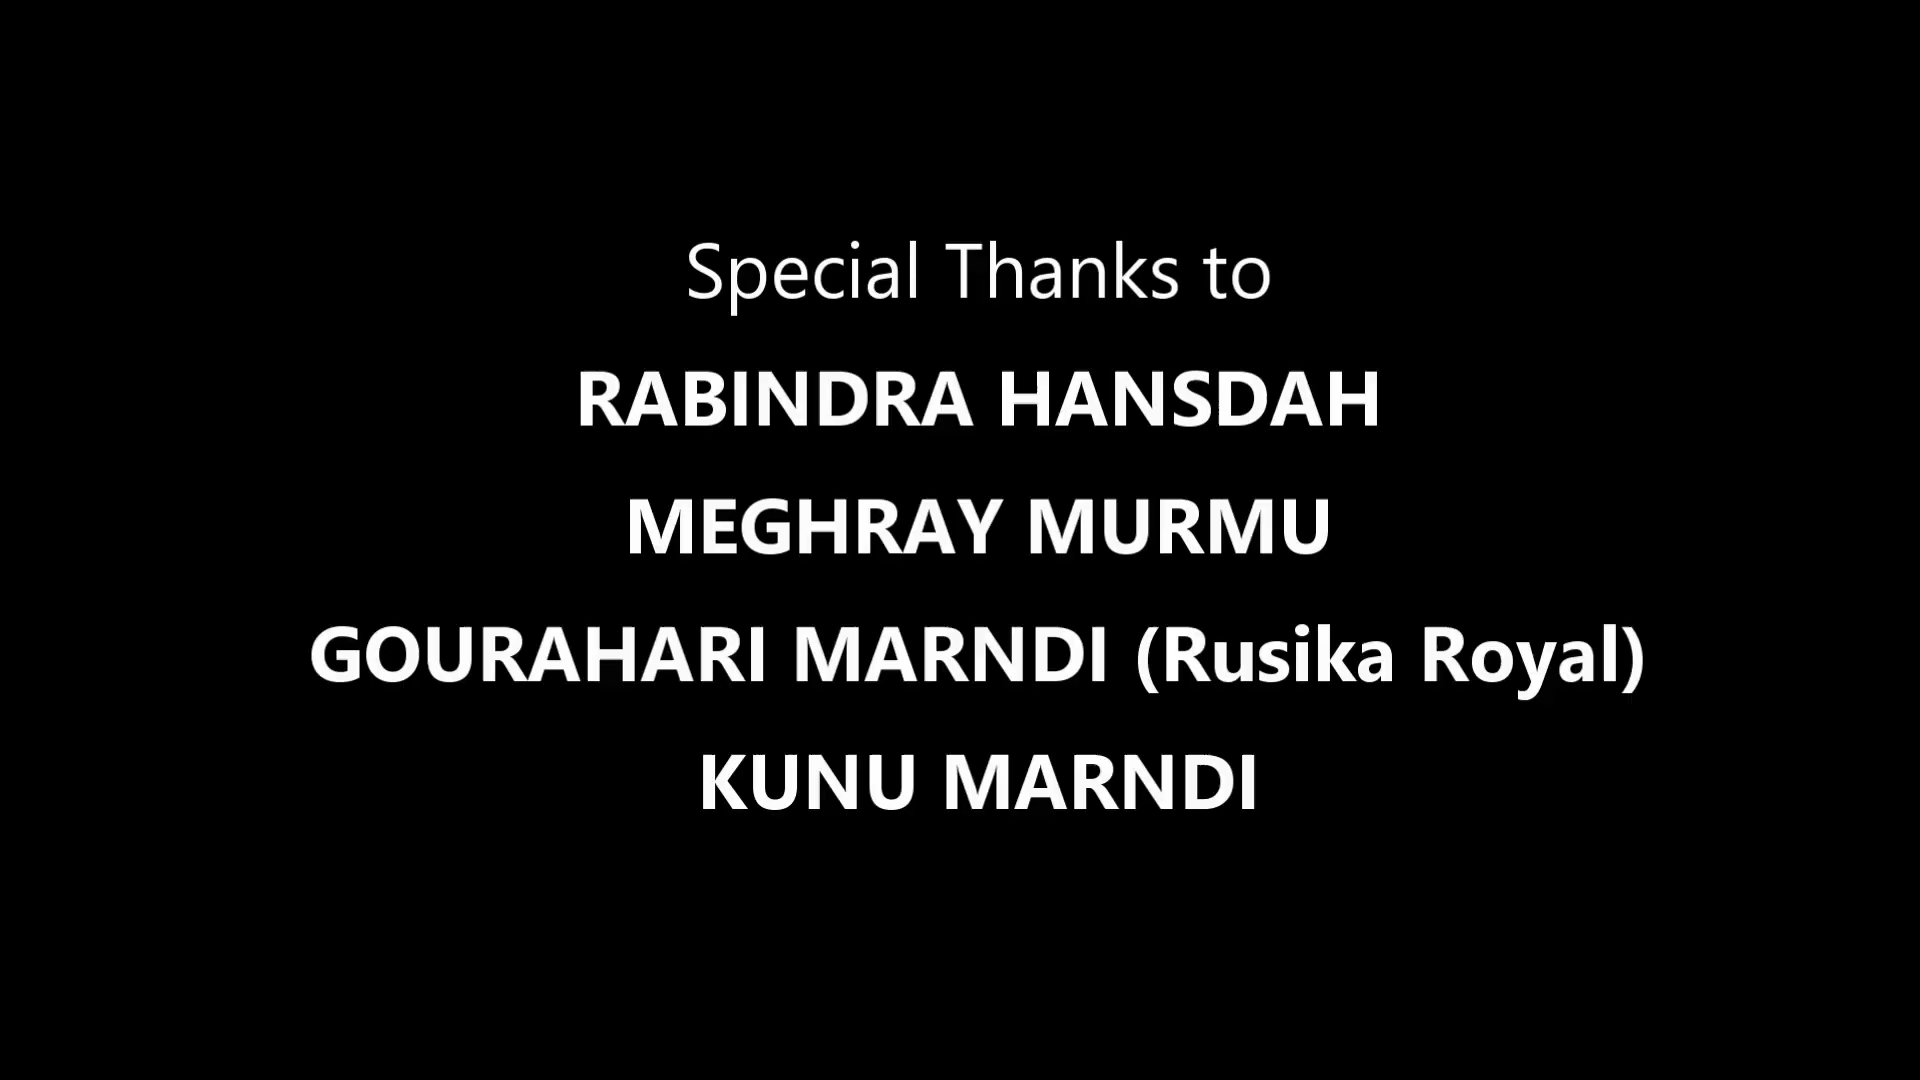 Special Thanks to
RABINDRA HANSDAH
MEGHRAY MURMU
GOURAHARI MARNDI (Rusika Royal)
KUNU MARNDI